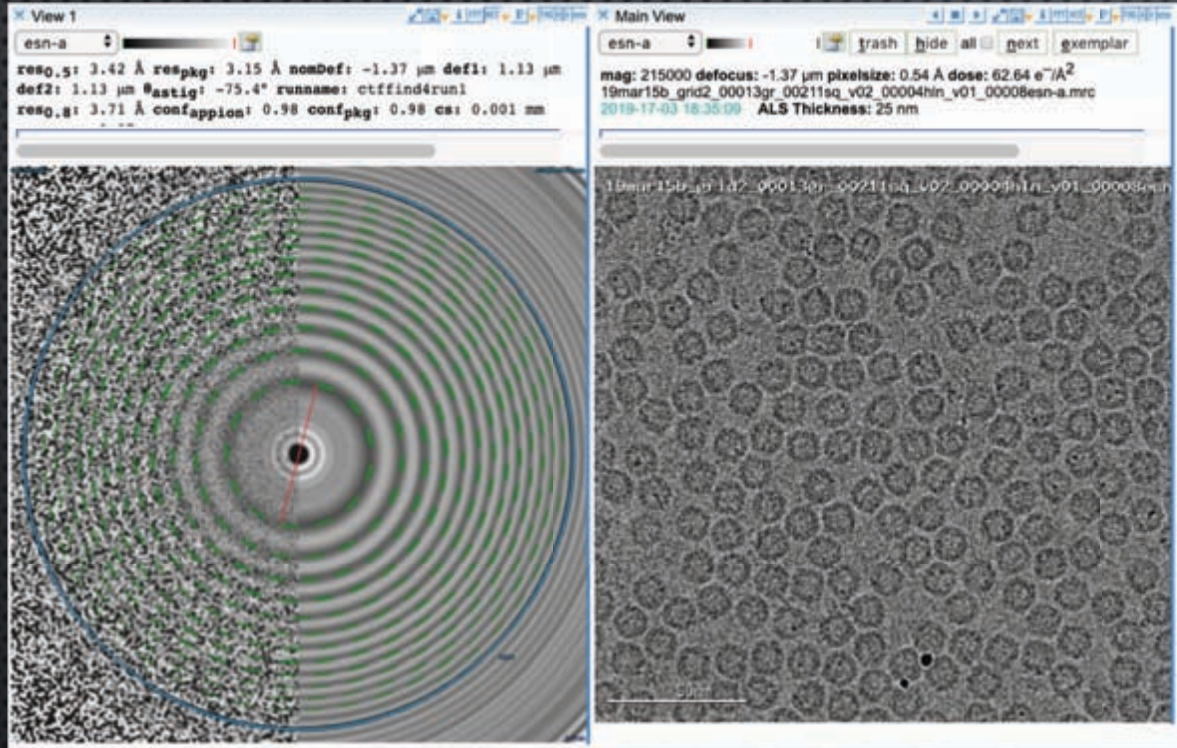 View 1
esn-a
res0.5: 3.42 Å respkg: 3.15 Å nomDef: -1.37 μm def1: 1.13 μm
def2: 1.13 μm θastig: -75.4° runname: ctffind4run1
res0.8: 3.71 Å confappion: 0.98 confpkg: 0.98 cs: 0.001 mm
Main View
esn-a
trash hide all next exemplar
mag: 215000 defocus: -1.37 μm pixelsize: 0.54 Å dose: 62.64 e⁻/Å²
19mar15b_grid2_00013gr_00211sq_v02_00004hln_v01_00008esn-a.mrc
2019-17-03 18:35:09 ALS Thickness: 25 nm
19mar15b_grid2_00013gr_00211sq_v02_00004hln_v01_00008esn